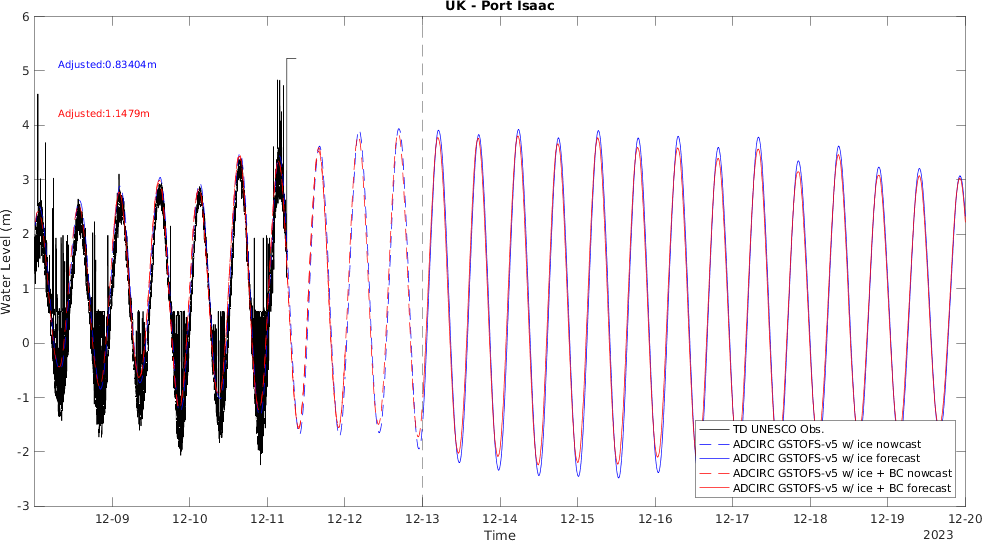 UK - Port Isaac
Adjusted:0.83404m
Adjusted:1.1479m
Water Level (m)
6
5
4
3
2
1
0
-1
-2
-3
TD UNESCO Obs.
ADCIRC GSTOFS-v5 w/ ice nowcast
ADCIRC GSTOFS-v5 w/ ice forecast
ADCIRC GSTOFS-v5 w/ ice + BC nowcast
ADCIRC GSTOFS-v5 w/ ice + BC forecast
12-09 12-10 12-11 12-12 12-13 12-14 12-15 12-16 12-17 12-18 12-19 12-20
Time
2023